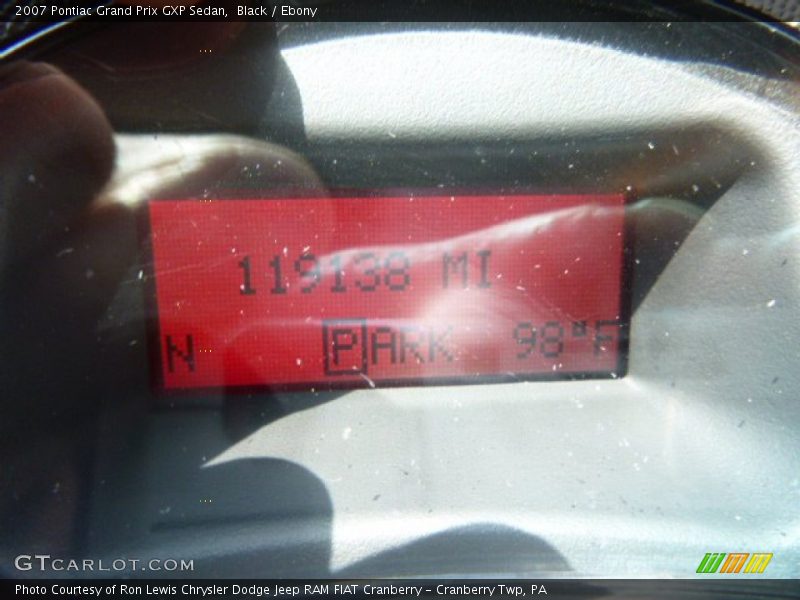 2007 Pontiac Grand Prix GXP Sedan,  Black / Ebony
119138 MI
N PARK 98°F
GTCARLOT.COM
Photo Courtesy of Ron Lewis Chrysler Dodge Jeep RAM FIAT Cranberry – Cranberry Twp, PA